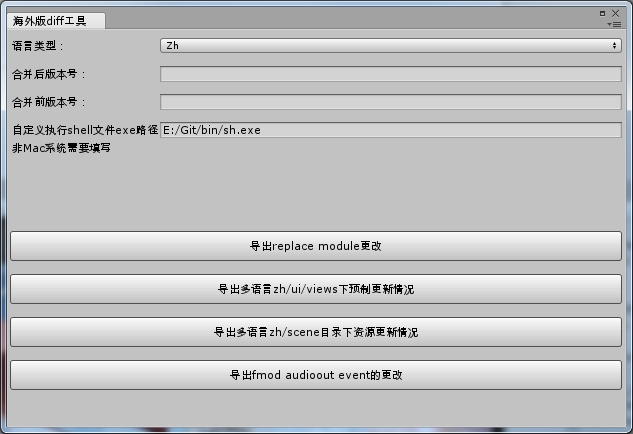 海外版diff工具
语言类型： Zh
合并后版本号：
合并前版本号：
自定义执行shell文件exe路径 E:/Git/bin/sh.exe
非Mac系统需要填写
导出replace module更改
导出多语言zh/ui/views下预制更新情况
导出多语言zh/scene目录下资源更新情况
导出fmod audioout event的更改